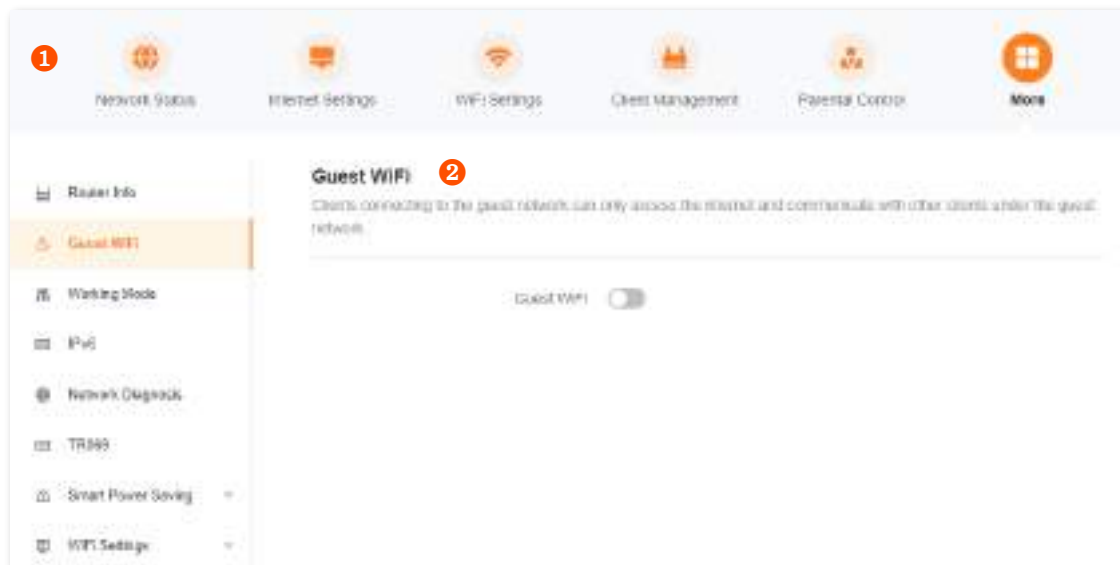 1
Network Status
Internet Settings
WiFi Settings
Client Management
Parental Control
More
Router Info
Guest WiFi
Working Mode
IPv6
Network Diagnosis
TR069
Smart Power Saving
WiFi Settings
Guest WiFi
2
Clients connecting to the guest network can only access the internet and communicate with other clients under the guest
network.
Guest WiFi